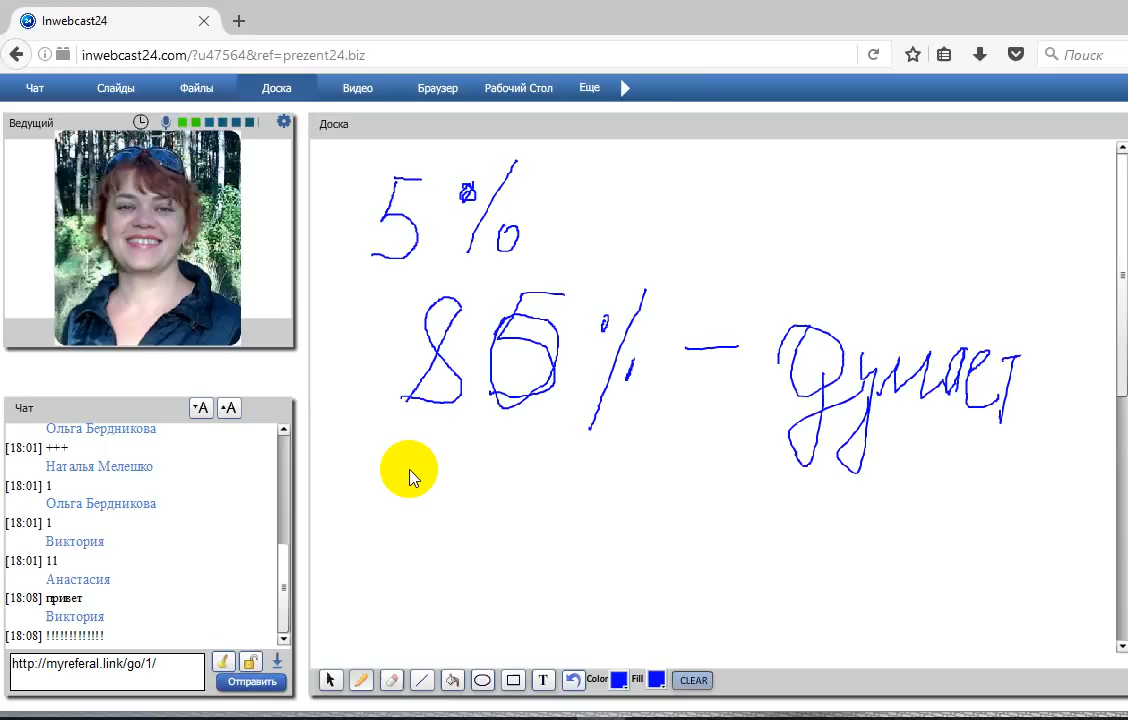 Inwebcast24
inwebcast24.com/?u47564&ref=prezent24.biz
Поиск
Чат Слайды Файлы Доска Видео Браузер Рабочий Стол Еще
Ведущий
Доска
5 %
86 % — думает
Чат
A A
Ольга Бердникова
[18:01] +++
Наталья Мелешко
[18:01] 1
Ольга Бердникова
[18:01] 1
Виктория
[18:01] 11
Анастасия
[18:08] привет
Виктория
[18:08] !!!!!!!!!!!!!
http://myreferal.link/go/1/
Отправить
T Color Fill CLEAR